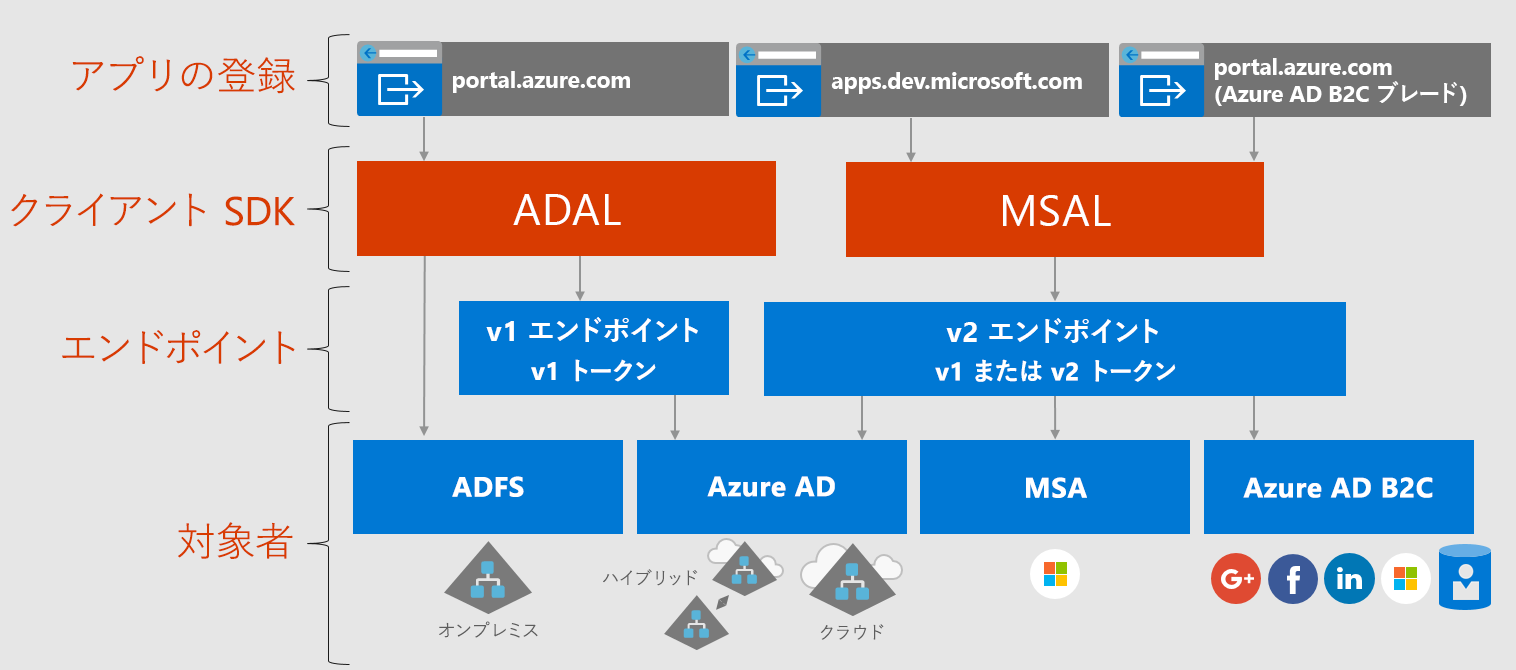 アプリの登録
portal.azure.com
apps.dev.microsoft.com
portal.azure.com
(Azure AD B2C ブレード)
クライアント SDK
ADAL
MSAL
エンドポイント
v1 エンドポイント
v1 トークン
v2 エンドポイント
v1 または v2 トークン
対象者
ADFS
Azure AD
MSA
Azure AD B2C
オンプレミス
ハイブリッド
クラウド
G+
f
in